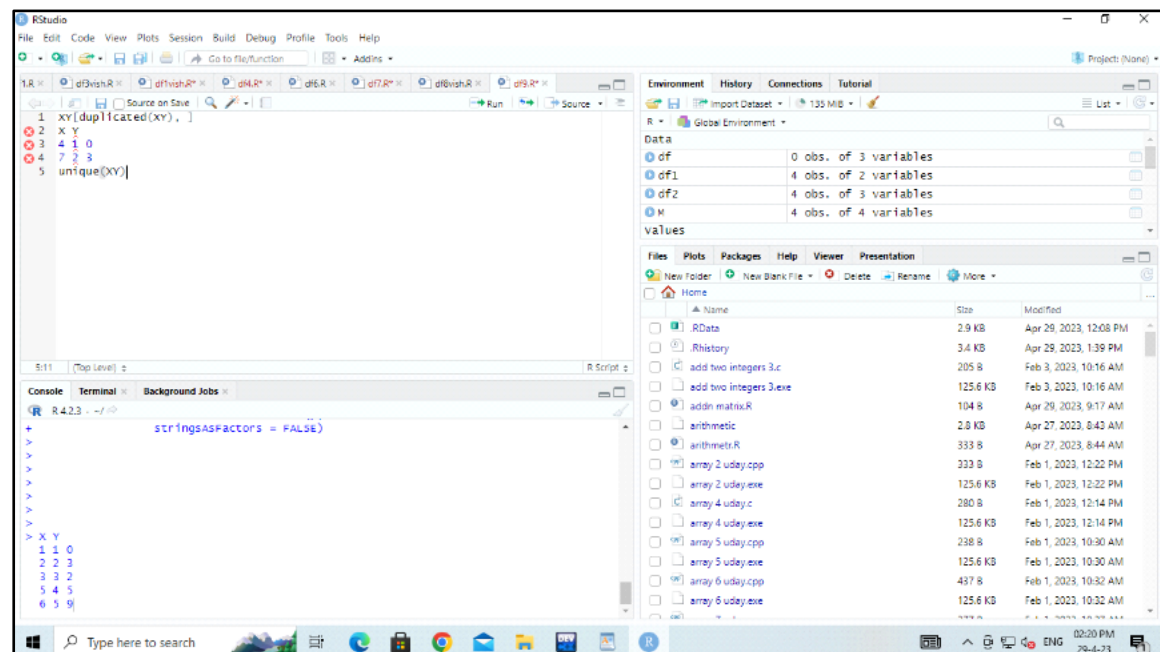 RStudio
File Edit Code View Plots Session Build Debug Profile Tools Help
Go to file/function Addins Project: (None)
1.R df3vish.R df1vish.R* df4.R* df6.R df7.R* df8vish.R df9.R*
Source on Save Run Source
1 XY[duplicated(XY), ]
2 X Y
3 4 1 0
4 7 2 3
5 unique(XY)
5:11 (Top Level) R Script
Console Terminal Background Jobs
R 4.2.3 · ~/
+ stringsAsFactors = FALSE)
>
>
>
>
>
>
>
> X Y
1 1 0
2 2 3
3 3 2
5 4 5
6 5 9
Environment History Connections Tutorial
Import Dataset 135 MiB List
R Global Environment
Data
df 0 obs. of 3 variables
df1 4 obs. of 2 variables
df2 4 obs. of 3 variables
M 4 obs. of 4 variables
values
Files Plots Packages Help Viewer Presentation
New Folder New Blank File Delete Rename More
Home
Name Size Modified
.RData 2.9 KB Apr 29, 2023, 12:08 PM
.Rhistory 3.4 KB Apr 29, 2023, 1:39 PM
add two integers 3.c 205 B Feb 3, 2023, 10:16 AM
add two integers 3.exe 125.6 KB Feb 3, 2023, 10:16 AM
addn matrix.R 104 B Apr 29, 2023, 9:17 AM
arithmetic 2.8 KB Apr 27, 2023, 8:43 AM
arithmetr.R 333 B Apr 27, 2023, 8:44 AM
array 2 uday.cpp 333 B Feb 1, 2023, 12:22 PM
array 2 uday.exe 125.6 KB Feb 1, 2023, 12:22 PM
array 4 uday.c 280 B Feb 1, 2023, 12:14 PM
array 4 uday.exe 125.6 KB Feb 1, 2023, 12:14 PM
array 5 uday.cpp 238 B Feb 1, 2023, 10:30 AM
array 5 uday.exe 125.6 KB Feb 1, 2023, 10:30 AM
array 6 uday.cpp 437 B Feb 1, 2023, 10:32 AM
array 6 uday.exe 125.6 KB Feb 1, 2023, 10:32 AM
Type here to search DEV R ENG 02:20 PM
29-4-23